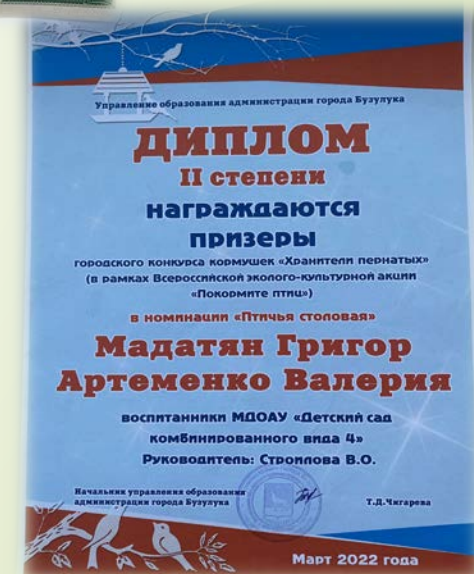 Управление образования администрации города Бузулука
ДИПЛОМ
II степени
награждаются
призеры
городского конкурса кормушек «Хранители пернатых»
(в рамках Всероссийской эколого-культурной акции
«Покормите птиц»)
в номинации «Птичья столовая»
Мадатян Григор
Артеменко Валерия
воспитанники МДОАУ «Детский сад
комбинированного вида 4»
Руководитель: Строилова В.О.
Начальник управления образования
администрации города Бузулука
Т.Д.Чигарева
Март 2022 года